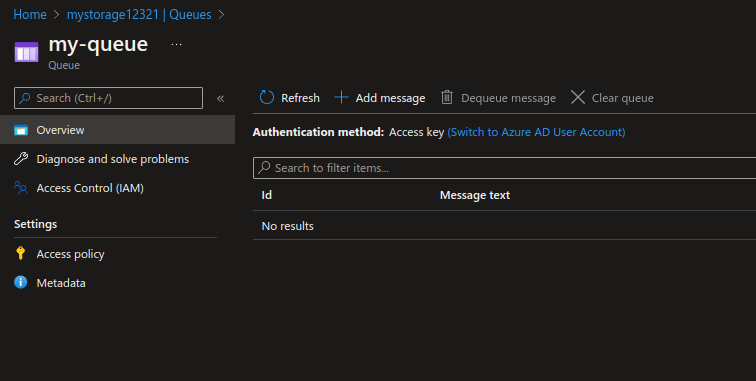 Home > mystorage12321 | Queues >
my-queue ...
Queue
Search (Ctrl+/) «
Overview
Diagnose and solve problems
Access Control (IAM)
Settings
Access policy
Metadata
Refresh Add message Dequeue message Clear queue
Authentication method: Access key (Switch to Azure AD User Account)
Search to filter items...
Id Message text
No results